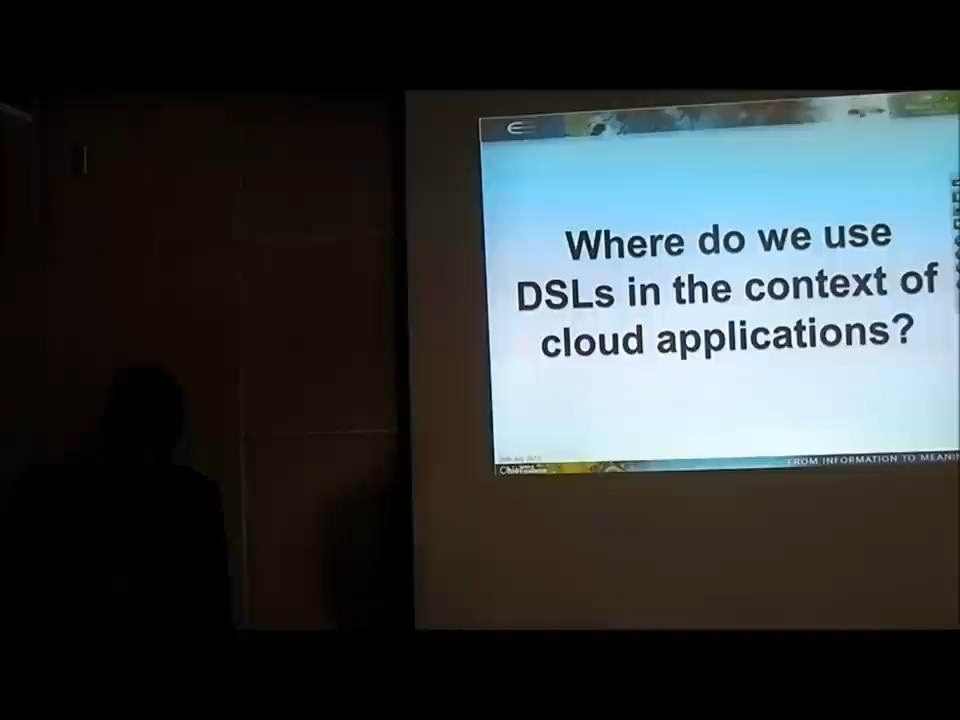 Where do we use
DSLs in the context of
cloud applications?
FROM INFORMATION TO MEANIN